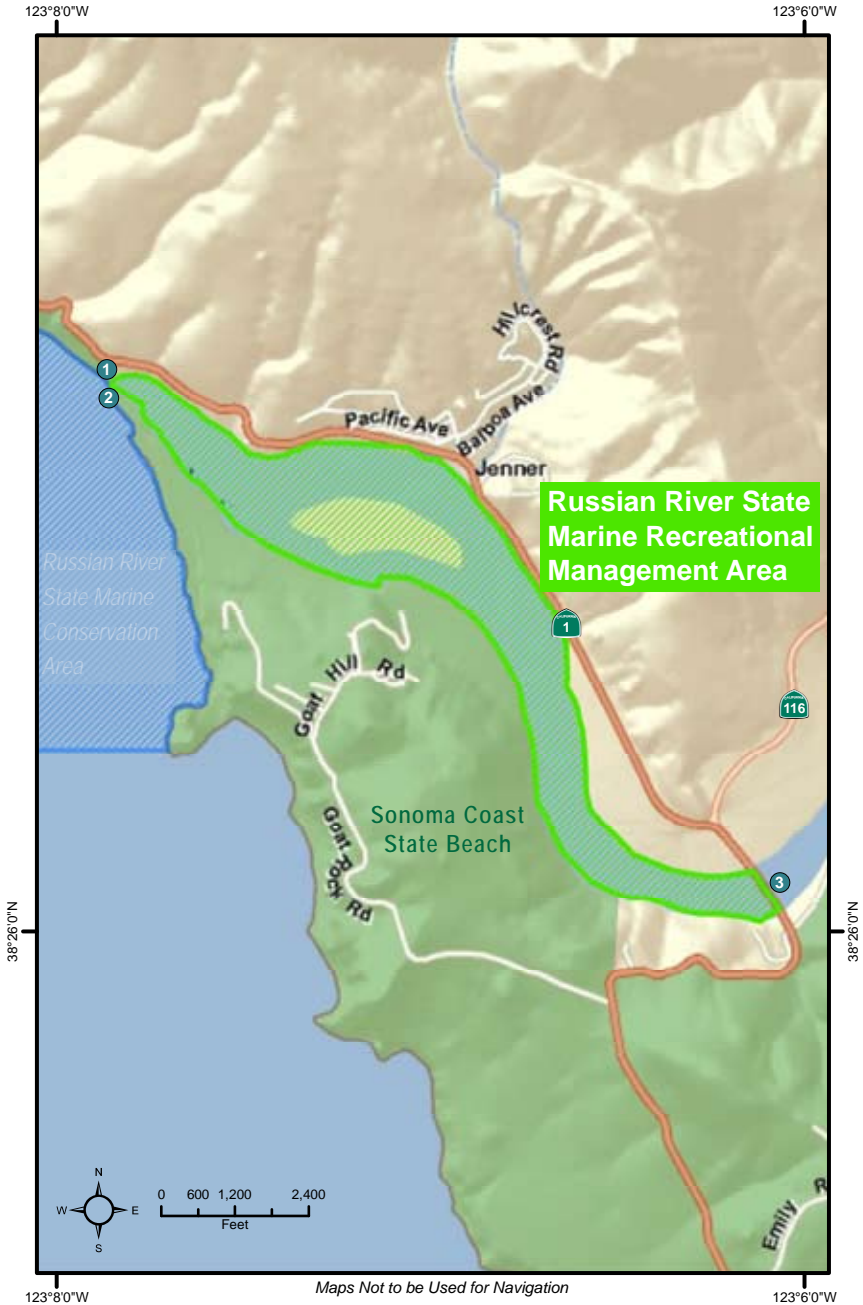 123°8'0"W
123°6'0"W
Hillcrest Rd
1
2
Pacific Ave
Balboa Ave
Jenner
Russian River State
Marine Recreational
Management Area
Russian River
State Marine
Conservation
Area
CALIFORNIA
1
Goat Hill Rd
CALIFORNIA
116
Sonoma Coast
State Beach
Goat Rock Rd
3
38°26'0"N
38°26'0"N
N
W
E
S
0 600 1,200 2,400
Feet
Emily R
Maps Not to be Used for Navigation
123°8'0"W
123°6'0"W